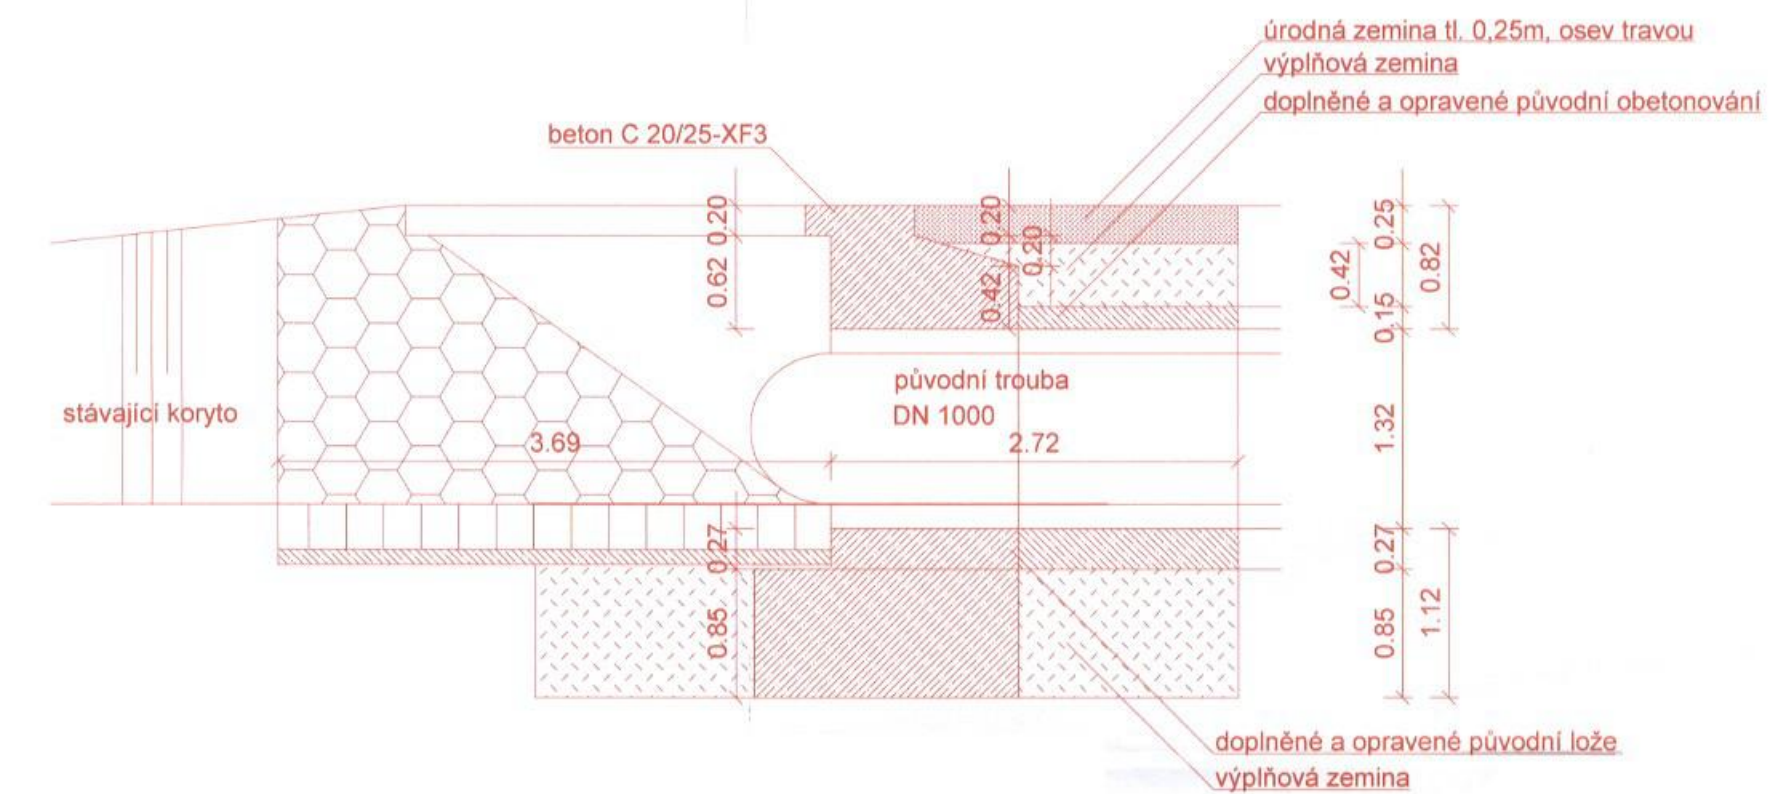 úrodná zemina tl. 0,25m, osev travou
výplňová zemina
doplněné a opravené původní obetonování
beton C 20/25-XF3
0.20
0.62
0.20
0.20
0.42
0.25
0.42
0.15
0.82
stávající koryto
3.69
původní trouba
DN 1000
2.72
1.32
0.27
0.85
0.27
0.85
1.12
doplněné a opravené původní lože
výplňová zemina